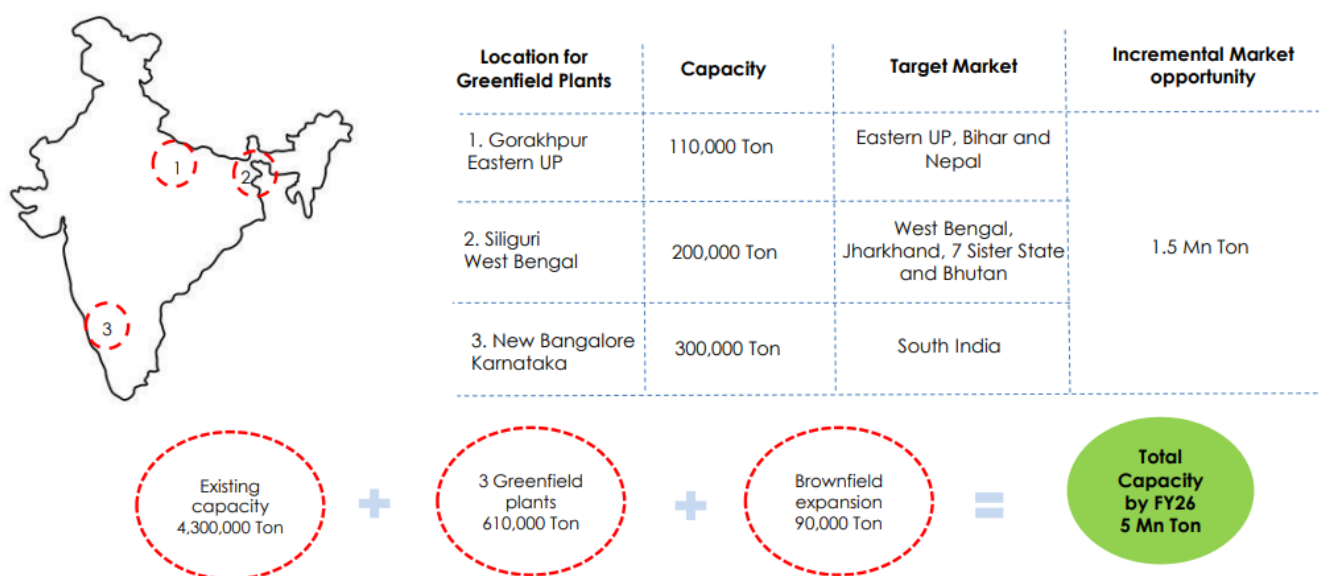 Location for
Greenfield Plants
Capacity
Target Market
Incremental Market
opportunity
1. Gorakhpur
Eastern UP
110,000 Ton
Eastern UP, Bihar and
Nepal
2. Siliguri
West Bengal
200,000 Ton
West Bengal,
Jharkhand, 7 Sister State
and Bhutan
1.5 Mn Ton
3. New Bangalore
Karnataka
300,000 Ton
South India
1
2
3
Existing
capacity
4,300,000 Ton
+
3 Greenfield
plants
610,000 Ton
+
Brownfield
expansion
90,000 Ton
=
Total
Capacity
by FY26
5 Mn Ton